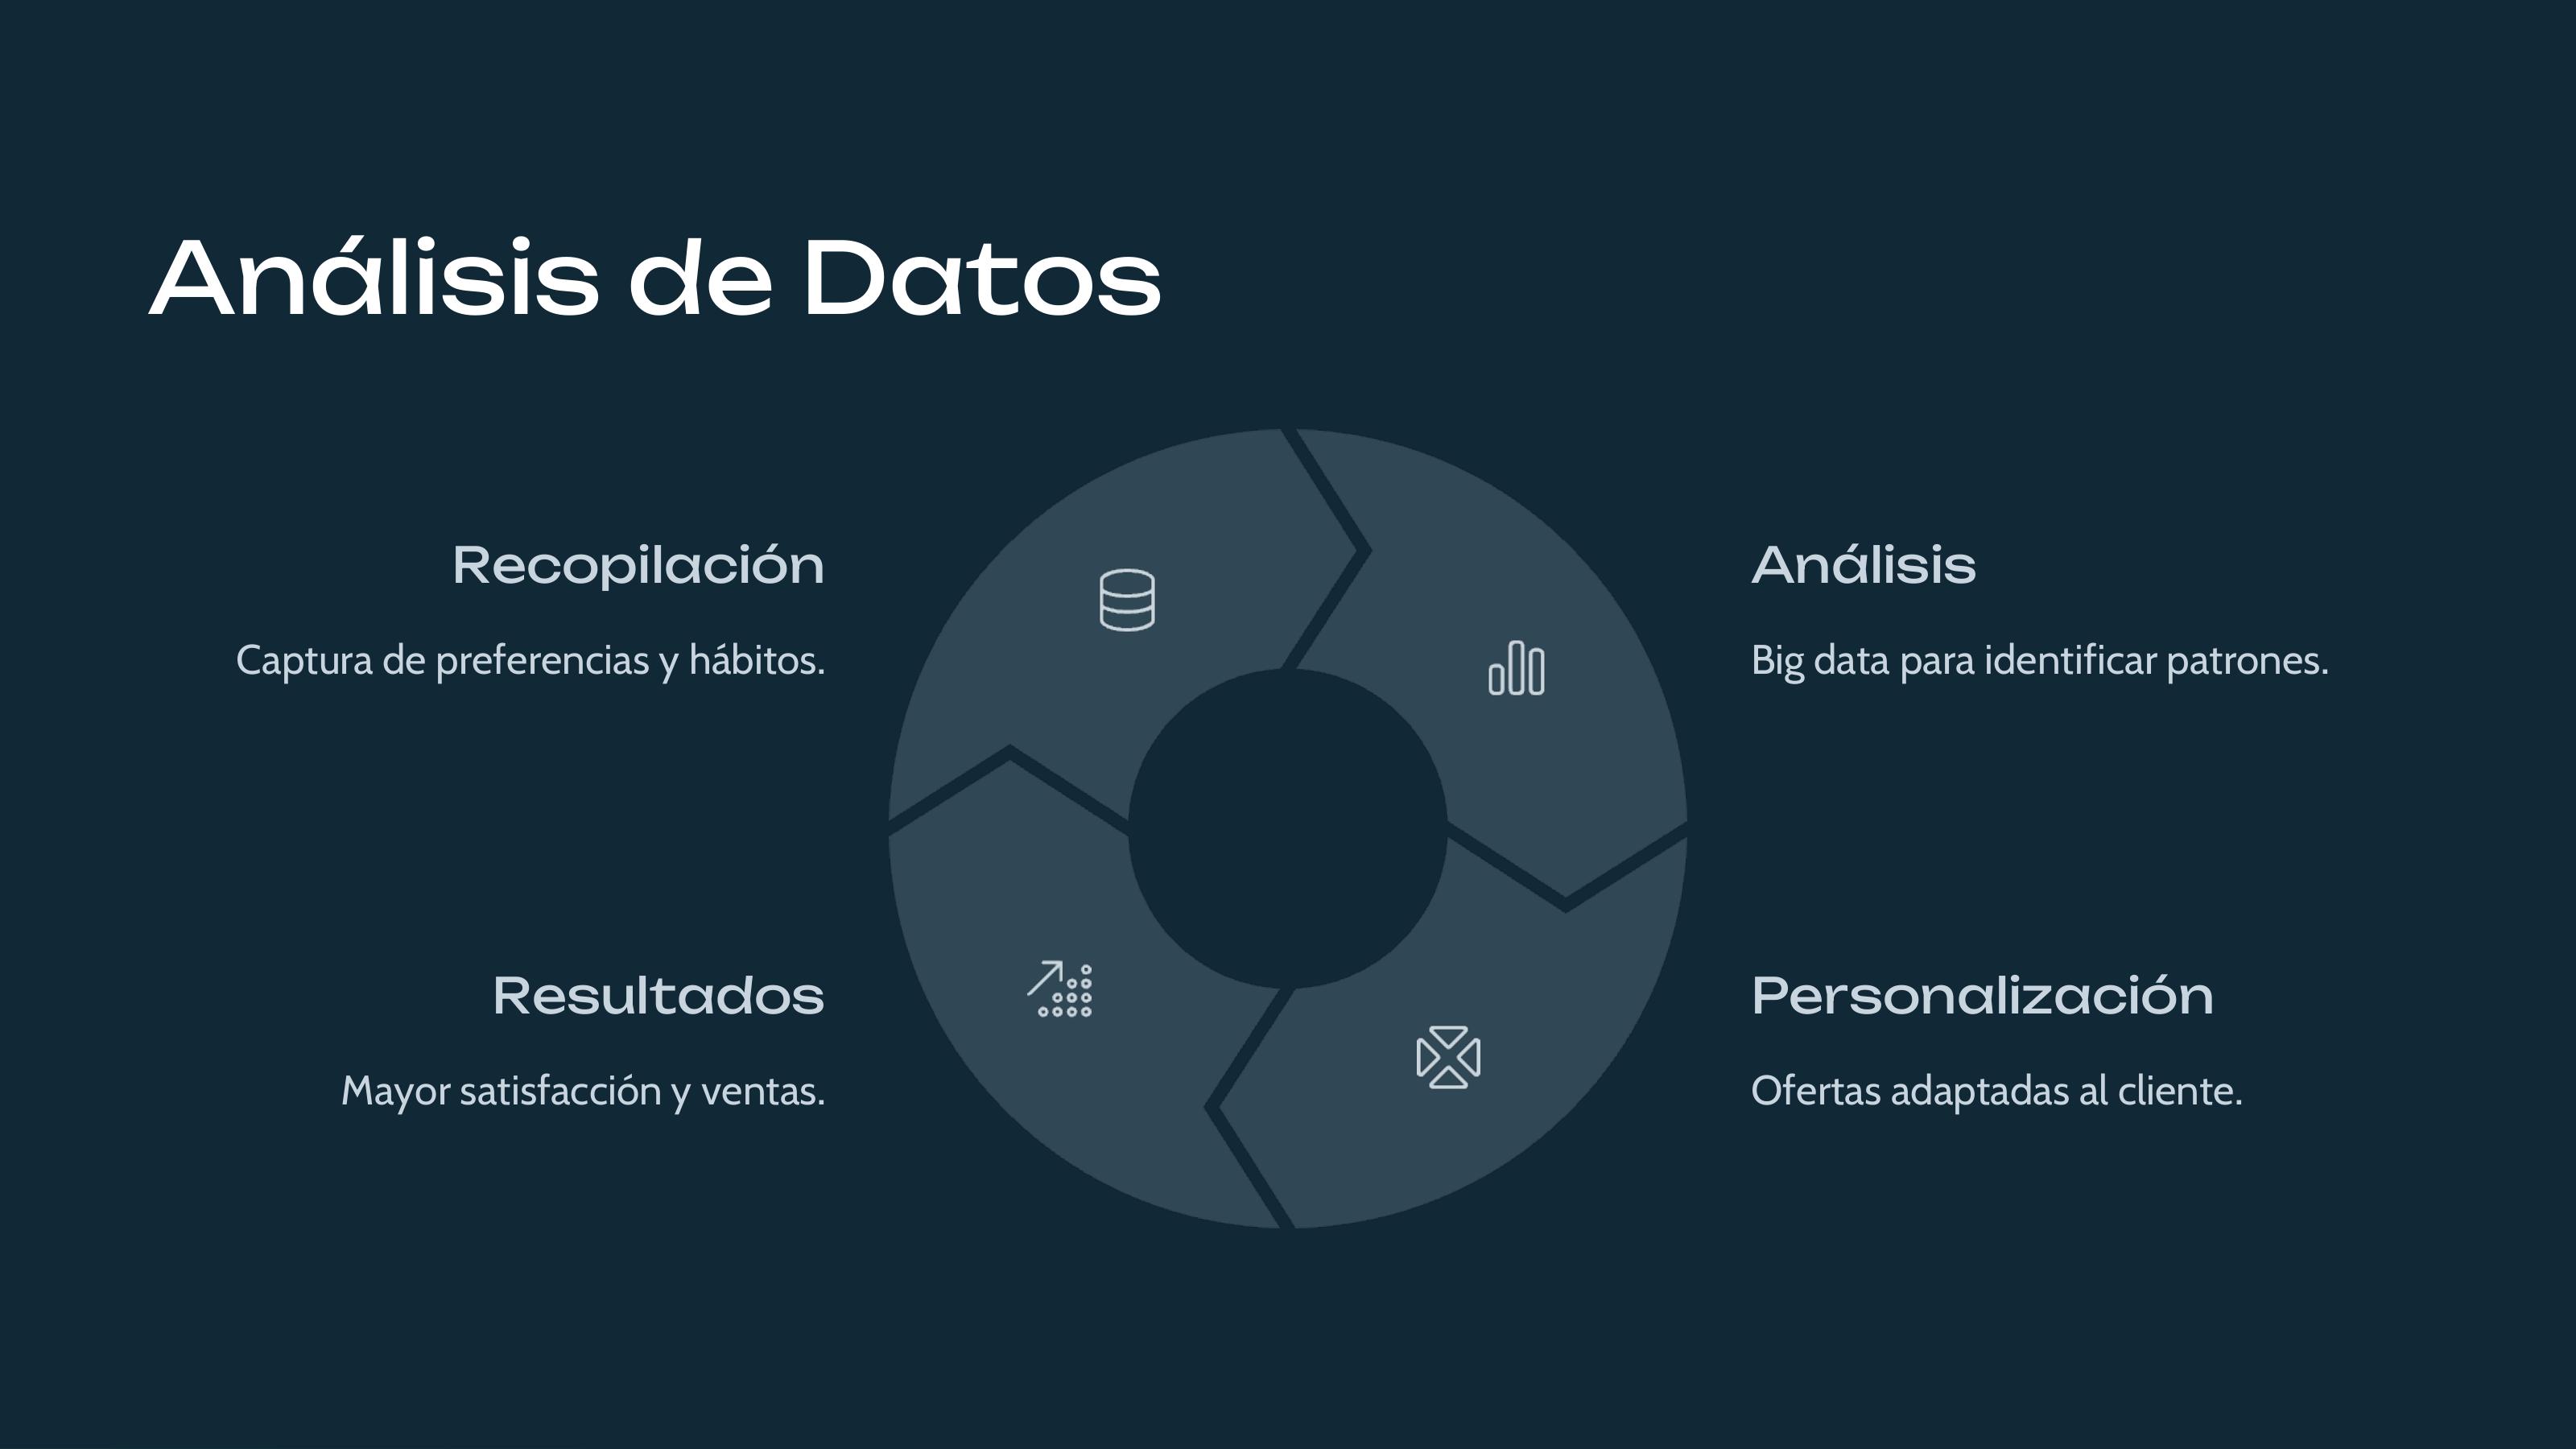 Análisis de Datos
Recopilación
Captura de preferencias y hábitos.
Análisis
Big data para identificar patrones.
Resultados
Mayor satisfacción y ventas.
Personalización
Ofertas adaptadas al cliente.